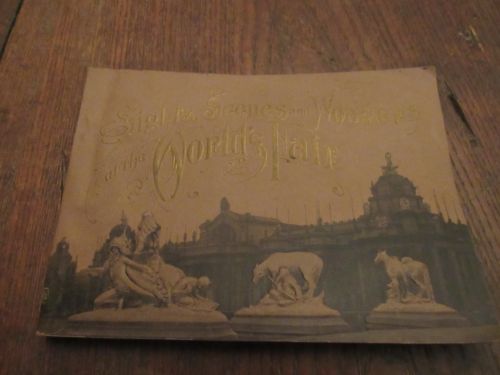 Sights, Scenes and Wonders
at the World's Fair